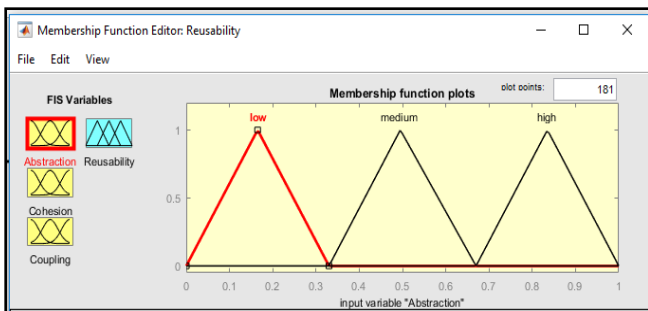 Membership Function Editor: Reusability
File Edit View
FIS Variables
Membership function plots
plot points: 181
low medium high
Abstraction Reusability
Cohesion
Coupling
1
0.5
0
0 0.1 0.2 0.3 0.4 0.5 0.6 0.7 0.8 0.9 1
input variable "Abstraction"